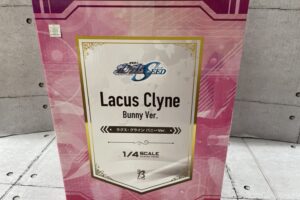 SEED
Lacus Clyne
Bunny Ver.
ラクス・クライン バニーVer.
1/4 SCALE